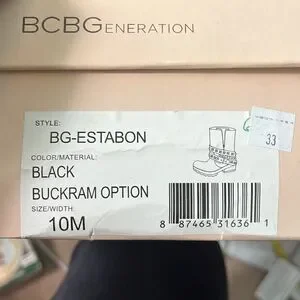 BCBGENERATION
STYLE:
BG-ESTABON
COLOR/MATERIAL:
BLACK
BUCKRAM OPTION
SIZE/WIDTH:
10M
8 87465 31636 1
33